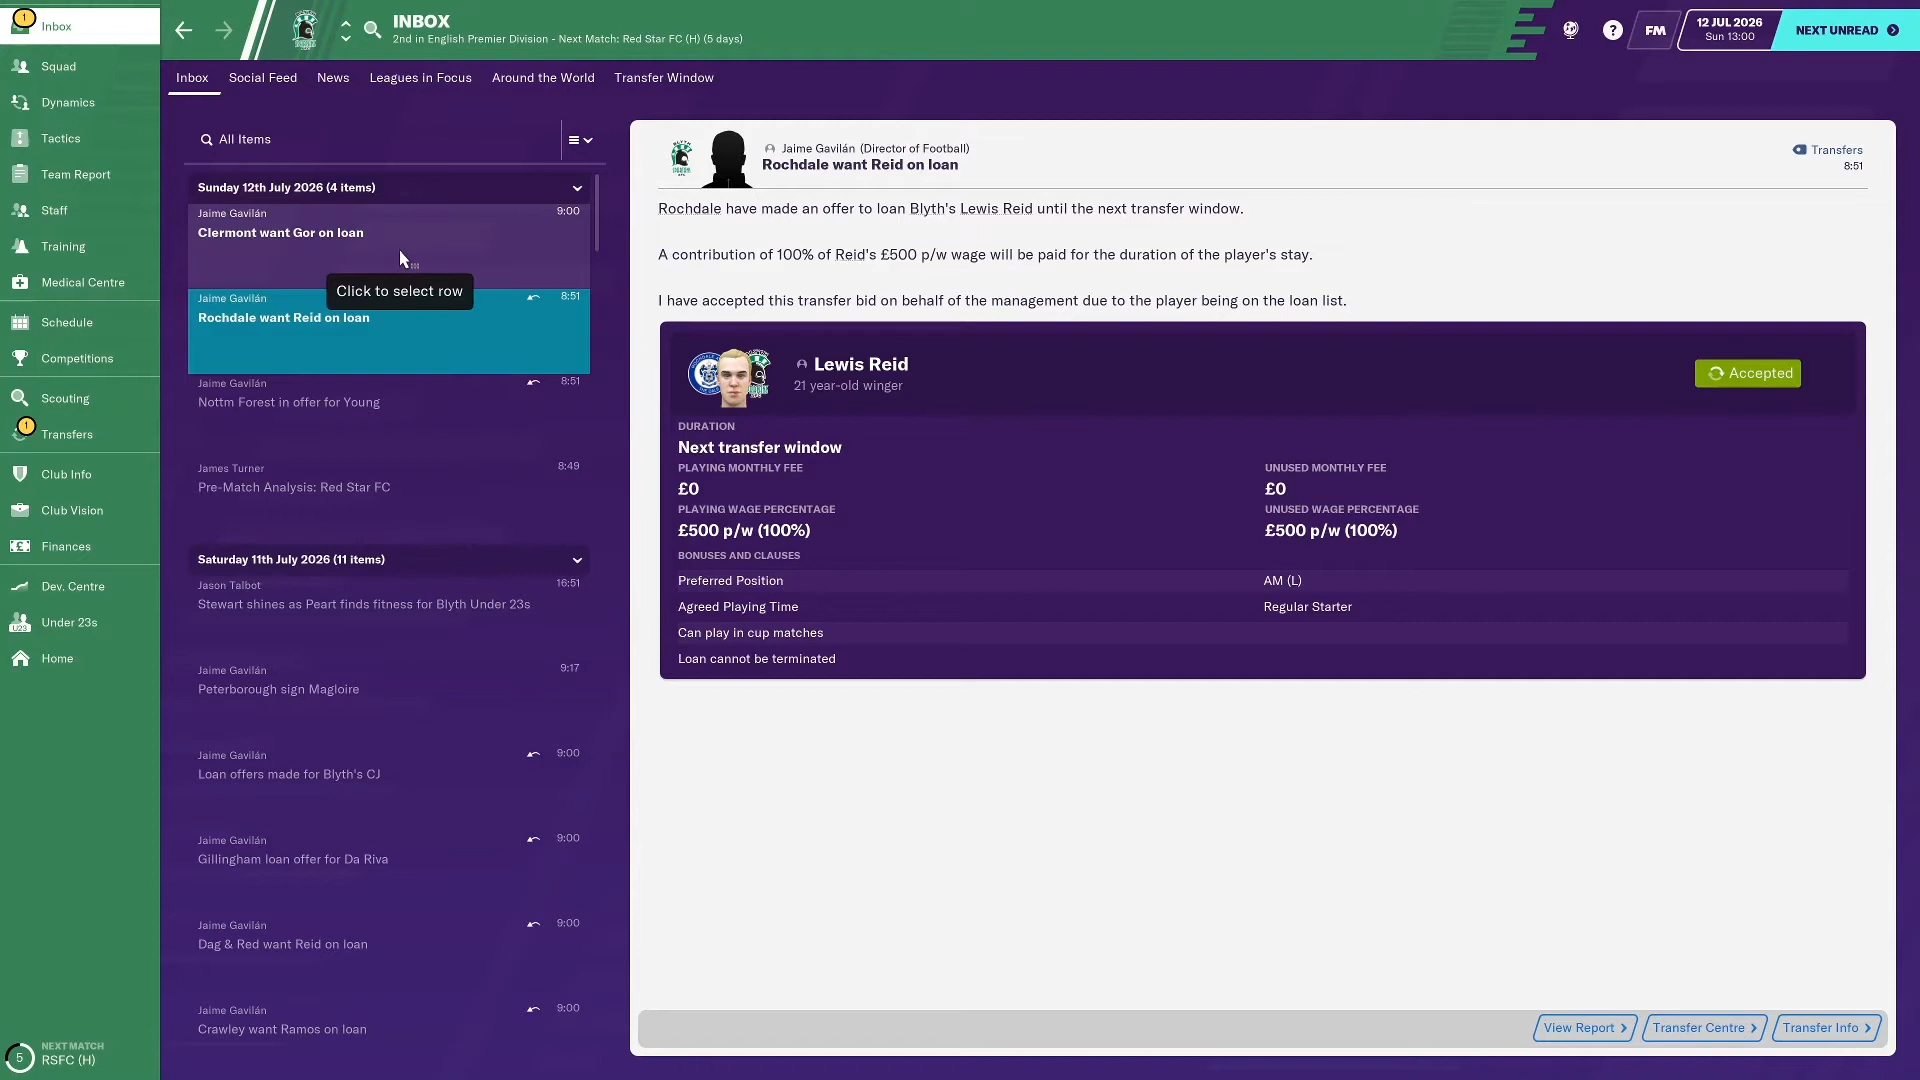 1
Inbox
Squad
Dynamics
Tactics
Team Report
Staff
Training
Medical Centre
Schedule
Competitions
Scouting
1
Transfers
Club Info
Club Vision
Finances
Dev. Centre
U23
Under 23s
Home
5
NEXT MATCH
RSFC (H)
INBOX
2nd in English Premier Division - Next Match: Red Star FC (H) (5 days)
?
FM
12 JUL 2026
Sun 13:00
NEXT UNREAD
Inbox Social Feed News Leagues in Focus Around the World Transfer Window
All Items
Sunday 12th July 2026 (4 items)
Jaime Gavilán 9:00
Clermont want Gor on loan
Click to select row
Jaime Gavilán 8:51
Rochdale want Reid on loan
Jaime Gavilán 8:51
Nottm Forest in offer for Young
James Turner 8:49
Pre-Match Analysis: Red Star FC
Saturday 11th July 2026 (11 items)
Jason Talbot 16:51
Stewart shines as Peart finds fitness for Blyth Under 23s
Jaime Gavilán 9:17
Peterborough sign Magloire
Jaime Gavilán 9:00
Loan offers made for Blyth's CJ
Jaime Gavilán 9:00
Gillingham loan offer for Da Riva
Jaime Gavilán 9:00
Dag & Red want Reid on loan
Jaime Gavilán 9:00
Crawley want Ramos on loan
Jaime Gavilán (Director of Football)
Rochdale want Reid on loan
Transfers
8:51
Rochdale have made an offer to loan Blyth's Lewis Reid until the next transfer window.
A contribution of 100% of Reid's £500 p/w wage will be paid for the duration of the player's stay.
I have accepted this transfer bid on behalf of the management due to the player being on the loan list.
Lewis Reid
21 year-old winger
Accepted
DURATION
Next transfer window
PLAYING MONTHLY FEE UNUSED MONTHLY FEE
£0 £0
PLAYING WAGE PERCENTAGE UNUSED WAGE PERCENTAGE
£500 p/w (100%) £500 p/w (100%)
BONUSES AND CLAUSES
Preferred Position AM (L)
Agreed Playing Time Regular Starter
Can play in cup matches
Loan cannot be terminated
View Report Transfer Centre Transfer Info